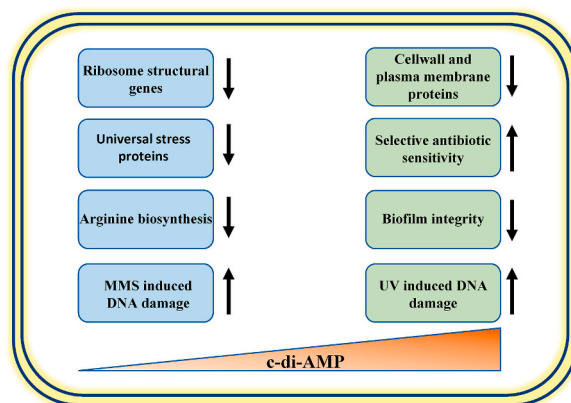 Ribosome structural
genes
Cellwall and
plasma membrane
proteins
Universal stress
proteins
Selective antibiotic
sensitivity
Arginine biosynthesis
Biofilm integrity
MMS induced
DNA damage
UV induced DNA
damage
c-di-AMP